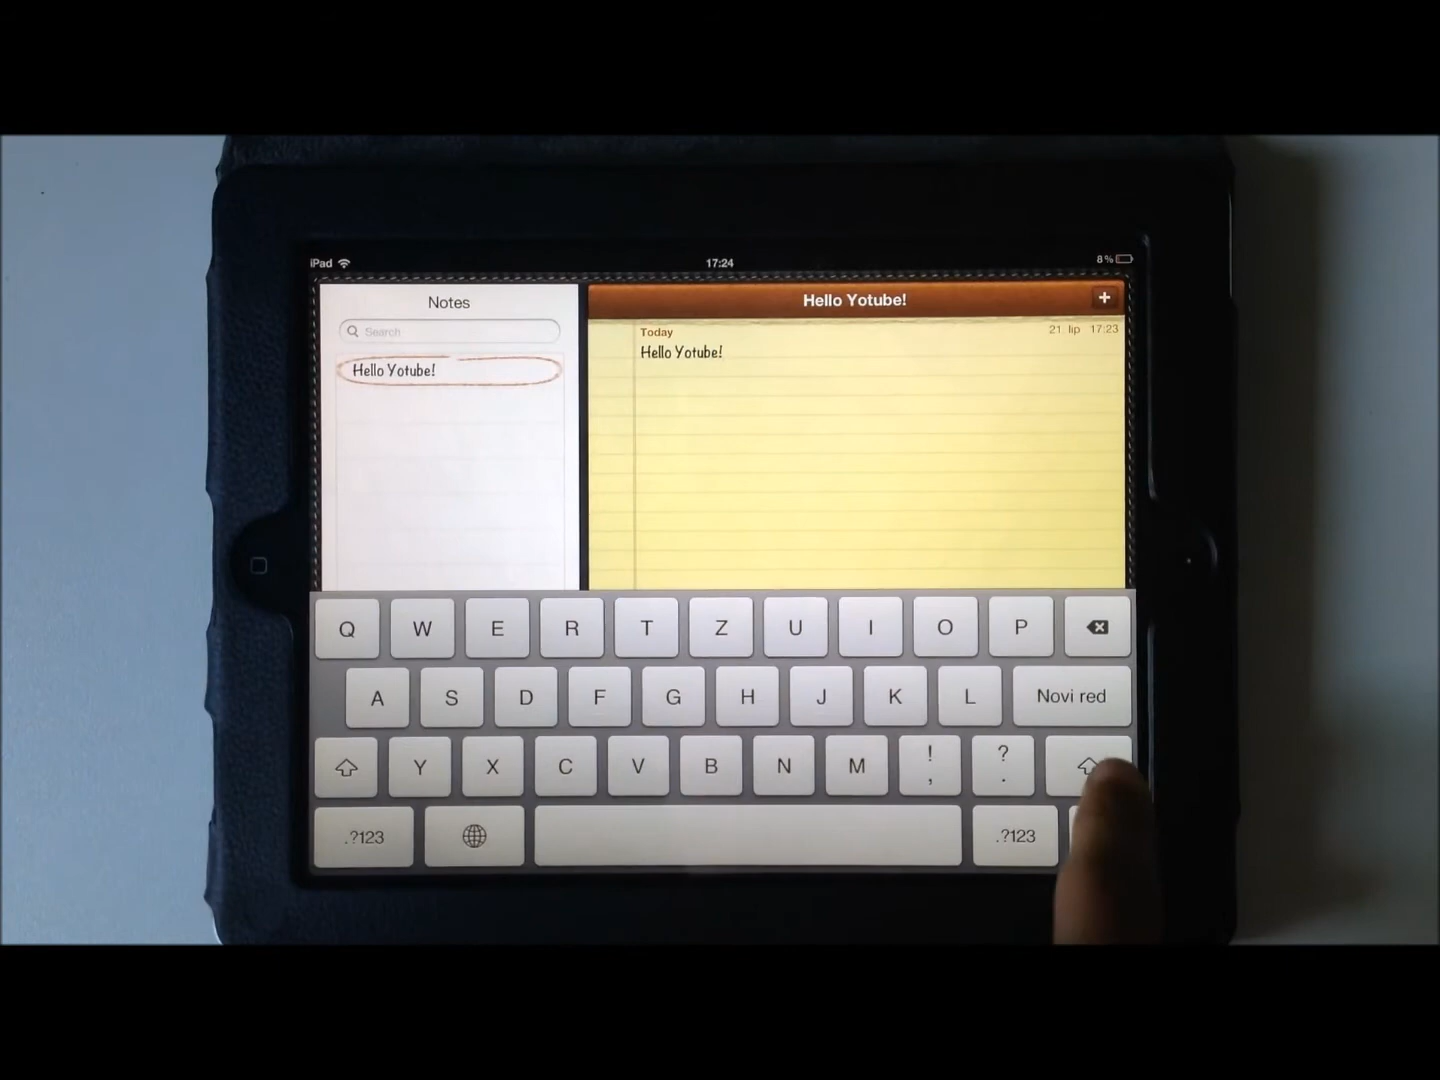 iPad 17:24 8%
Notes
Search
Hello Yotube!
Hello Yotube!
Today 21 lip 17:23
Hello Yotube!
Q W E R T Z U I O P
A S D F G H J K L Novi red
Y X C V B N M ! , ? .
.?123 .?123